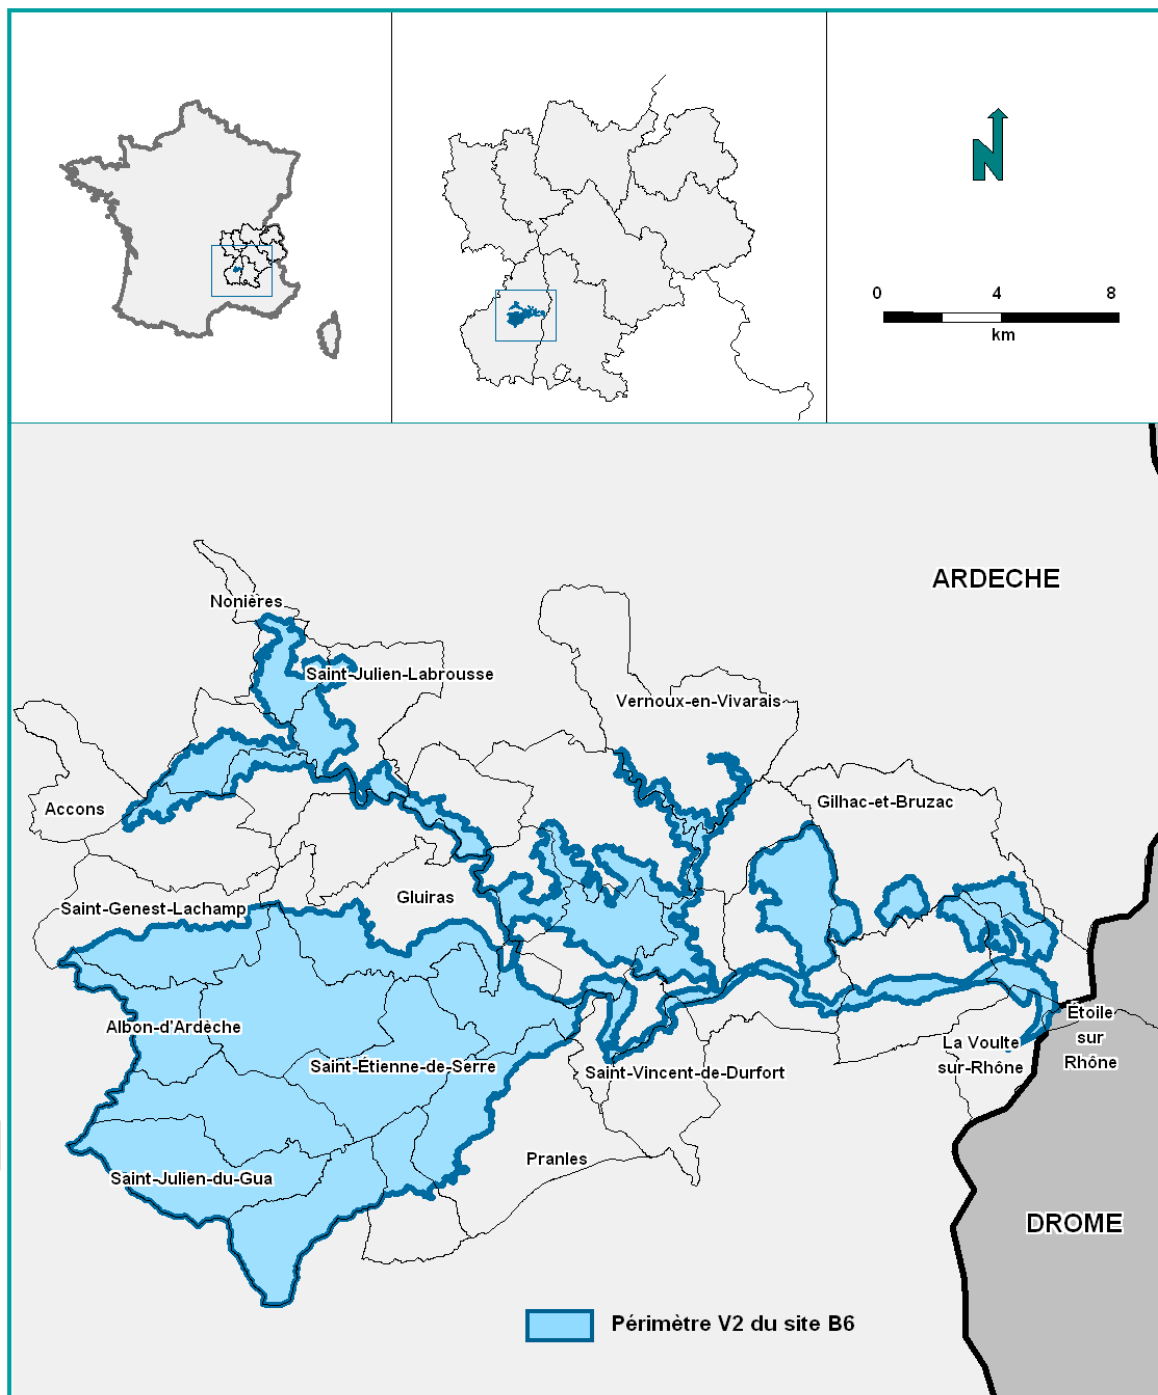 N
0 4 8
km
ARDECHE
Nonières
Saint-Julien-Labrousse
Vernoux-en-Vivarais
Accons
Gilhac-et-Bruzac
Saint-Genest-Lachamp
Gluiras
Albon-d'Ardèche
Saint-Étienne-de-Serre
Saint-Vincent-de-Durfort
La Voulte
sur-Rhône
Étoile
sur
Rhône
Pranles
Saint-Julien-du-Gua
DROME
Périmètre V2 du site B6